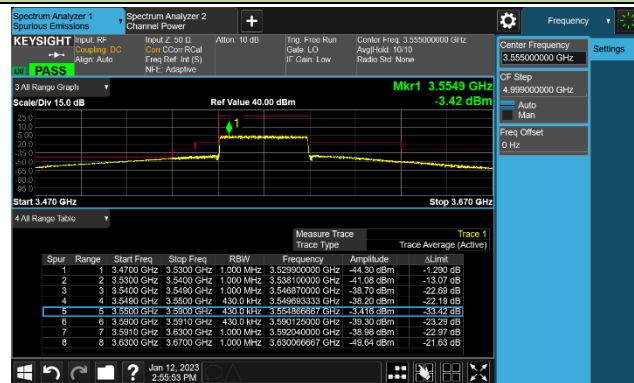 Spectrum Analyzer 1
Spurious Emissions
Spectrum Analyzer 2
Channel Power
Frequency
KEYSIGHT
Input: RF
Coupling: DC
Align: Auto
Input Z: 50 Ω
Corr CCorr RCal
Freq Ref: Int (S)
NFE: Adaptive
Atten: 10 dB
Trig: Free Run
Gate: LO
IF Gain: Low
Center Freq: 3.555000000 GHz
Avg|Hold: 10/10
Radio Std: None
PASS
Center Frequency
3.555000000 GHz
Settings
CF Step
4.999000000 GHz
Auto
Man
Freq Offset
0 Hz
3 All Range Graph
Mkr1 3.5549 GHz
Scale/Div 15.0 dB
Ref Value 40.00 dBm
-3.42 dBm
25.0
10.0
5.00
20.0
-35.0
-50.0
-65.0
-80.0
95.0
1
Start 3.470 GHz
Stop 3.670 GHz
4 All Range Table
Measure Trace Trace 1
Trace Type Trace Average (Active)
Spur Range Start Freq Stop Freq RBW Frequency Amplitude ΔLimit
1 1 3.4700 GHz 3.5300 GHz 1.000 MHz 3.529900000 GHz -44.30 dBm -1.290 dB
2 2 3.5300 GHz 3.5400 GHz 1.000 MHz 3.538100000 GHz -41.08 dBm -13.07 dB
3 3 3.5400 GHz 3.5490 GHz 1.000 MHz 3.546870000 GHz -38.70 dBm -22.69 dB
4 4 3.5490 GHz 3.5500 GHz 430.0 kHz 3.549693333 GHz -38.20 dBm -22.19 dB
5 5 3.5500 GHz 3.5900 GHz 430.0 kHz 3.554866667 GHz -3.416 dBm -33.42 dB
6 6 3.5900 GHz 3.5910 GHz 430.0 kHz 3.590125000 GHz -39.30 dBm -23.29 dB
7 7 3.5910 GHz 3.6300 GHz 1.000 MHz 3.592040000 GHz -38.98 dBm -22.97 dB
8 8 3.6300 GHz 3.6700 GHz 1.000 MHz 3.630066667 GHz -49.64 dBm -21.63 dB
Jan 12, 2023
2:55:53 PM